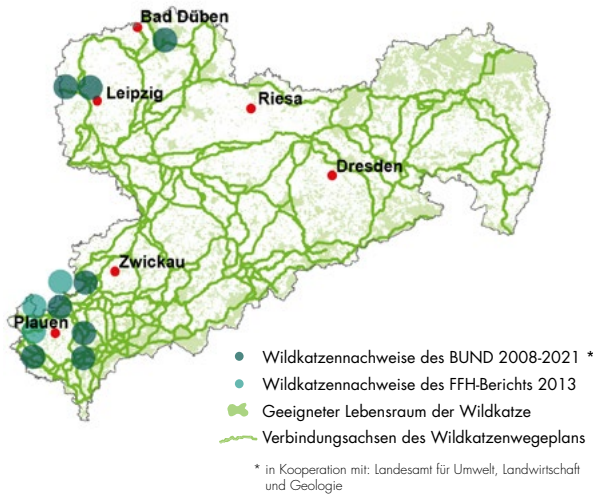 Bad Düben
Leipzig
Riesa
Dresden
Zwickau
Plauen
Wildkatzennachweise des BUND 2008-2021 *
Wildkatzennachweise des FFH-Berichts 2013
Geeigneter Lebensraum der Wildkatze
Verbindungsachsen des Wildkatzenwegeplans
* in Kooperation mit: Landesamt für Umwelt, Landwirtschaft
und Geologie